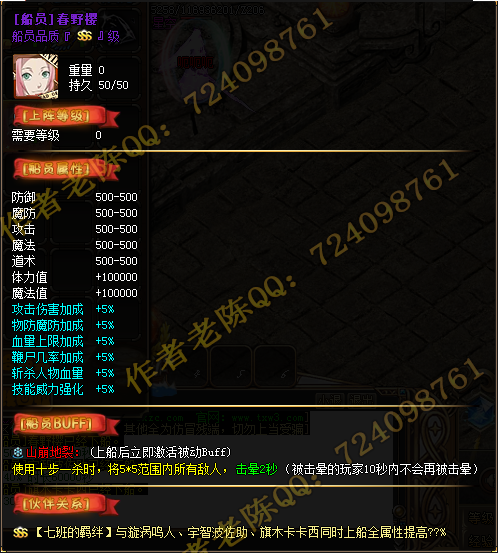 [船员]春野樱
船员品质『SSS』级
重量 0
持久 50/50
[上阵等级]
需要等级 0
[船员属性]
防御 500-500
魔防 500-500
攻击 500-500
魔法 500-500
道术 500-500
体力值 +100000
魔法值 +100000
攻击伤害加成 +5%
物防魔防加成 +5%
血量上限加成 +5%
鞭尸几率加成 +5%
斩杀人物血量 +5%
技能威力强化 +5%
[船员BUFF]
山崩地裂:(上船后立即激活被动Buff)
使用十步一杀时，将5*5范围内所有敌人，击晕2秒（被击晕的玩家10秒内不会再被击晕）
[伙伴关系]
SSS【七班的羁绊】与漩涡鸣人、宇智波佐助、旗木卡卡西同时上船全属性提高??%
作者老陈QQ：724098761
作者老陈QQ：724098761
作者老陈QQ：724098761